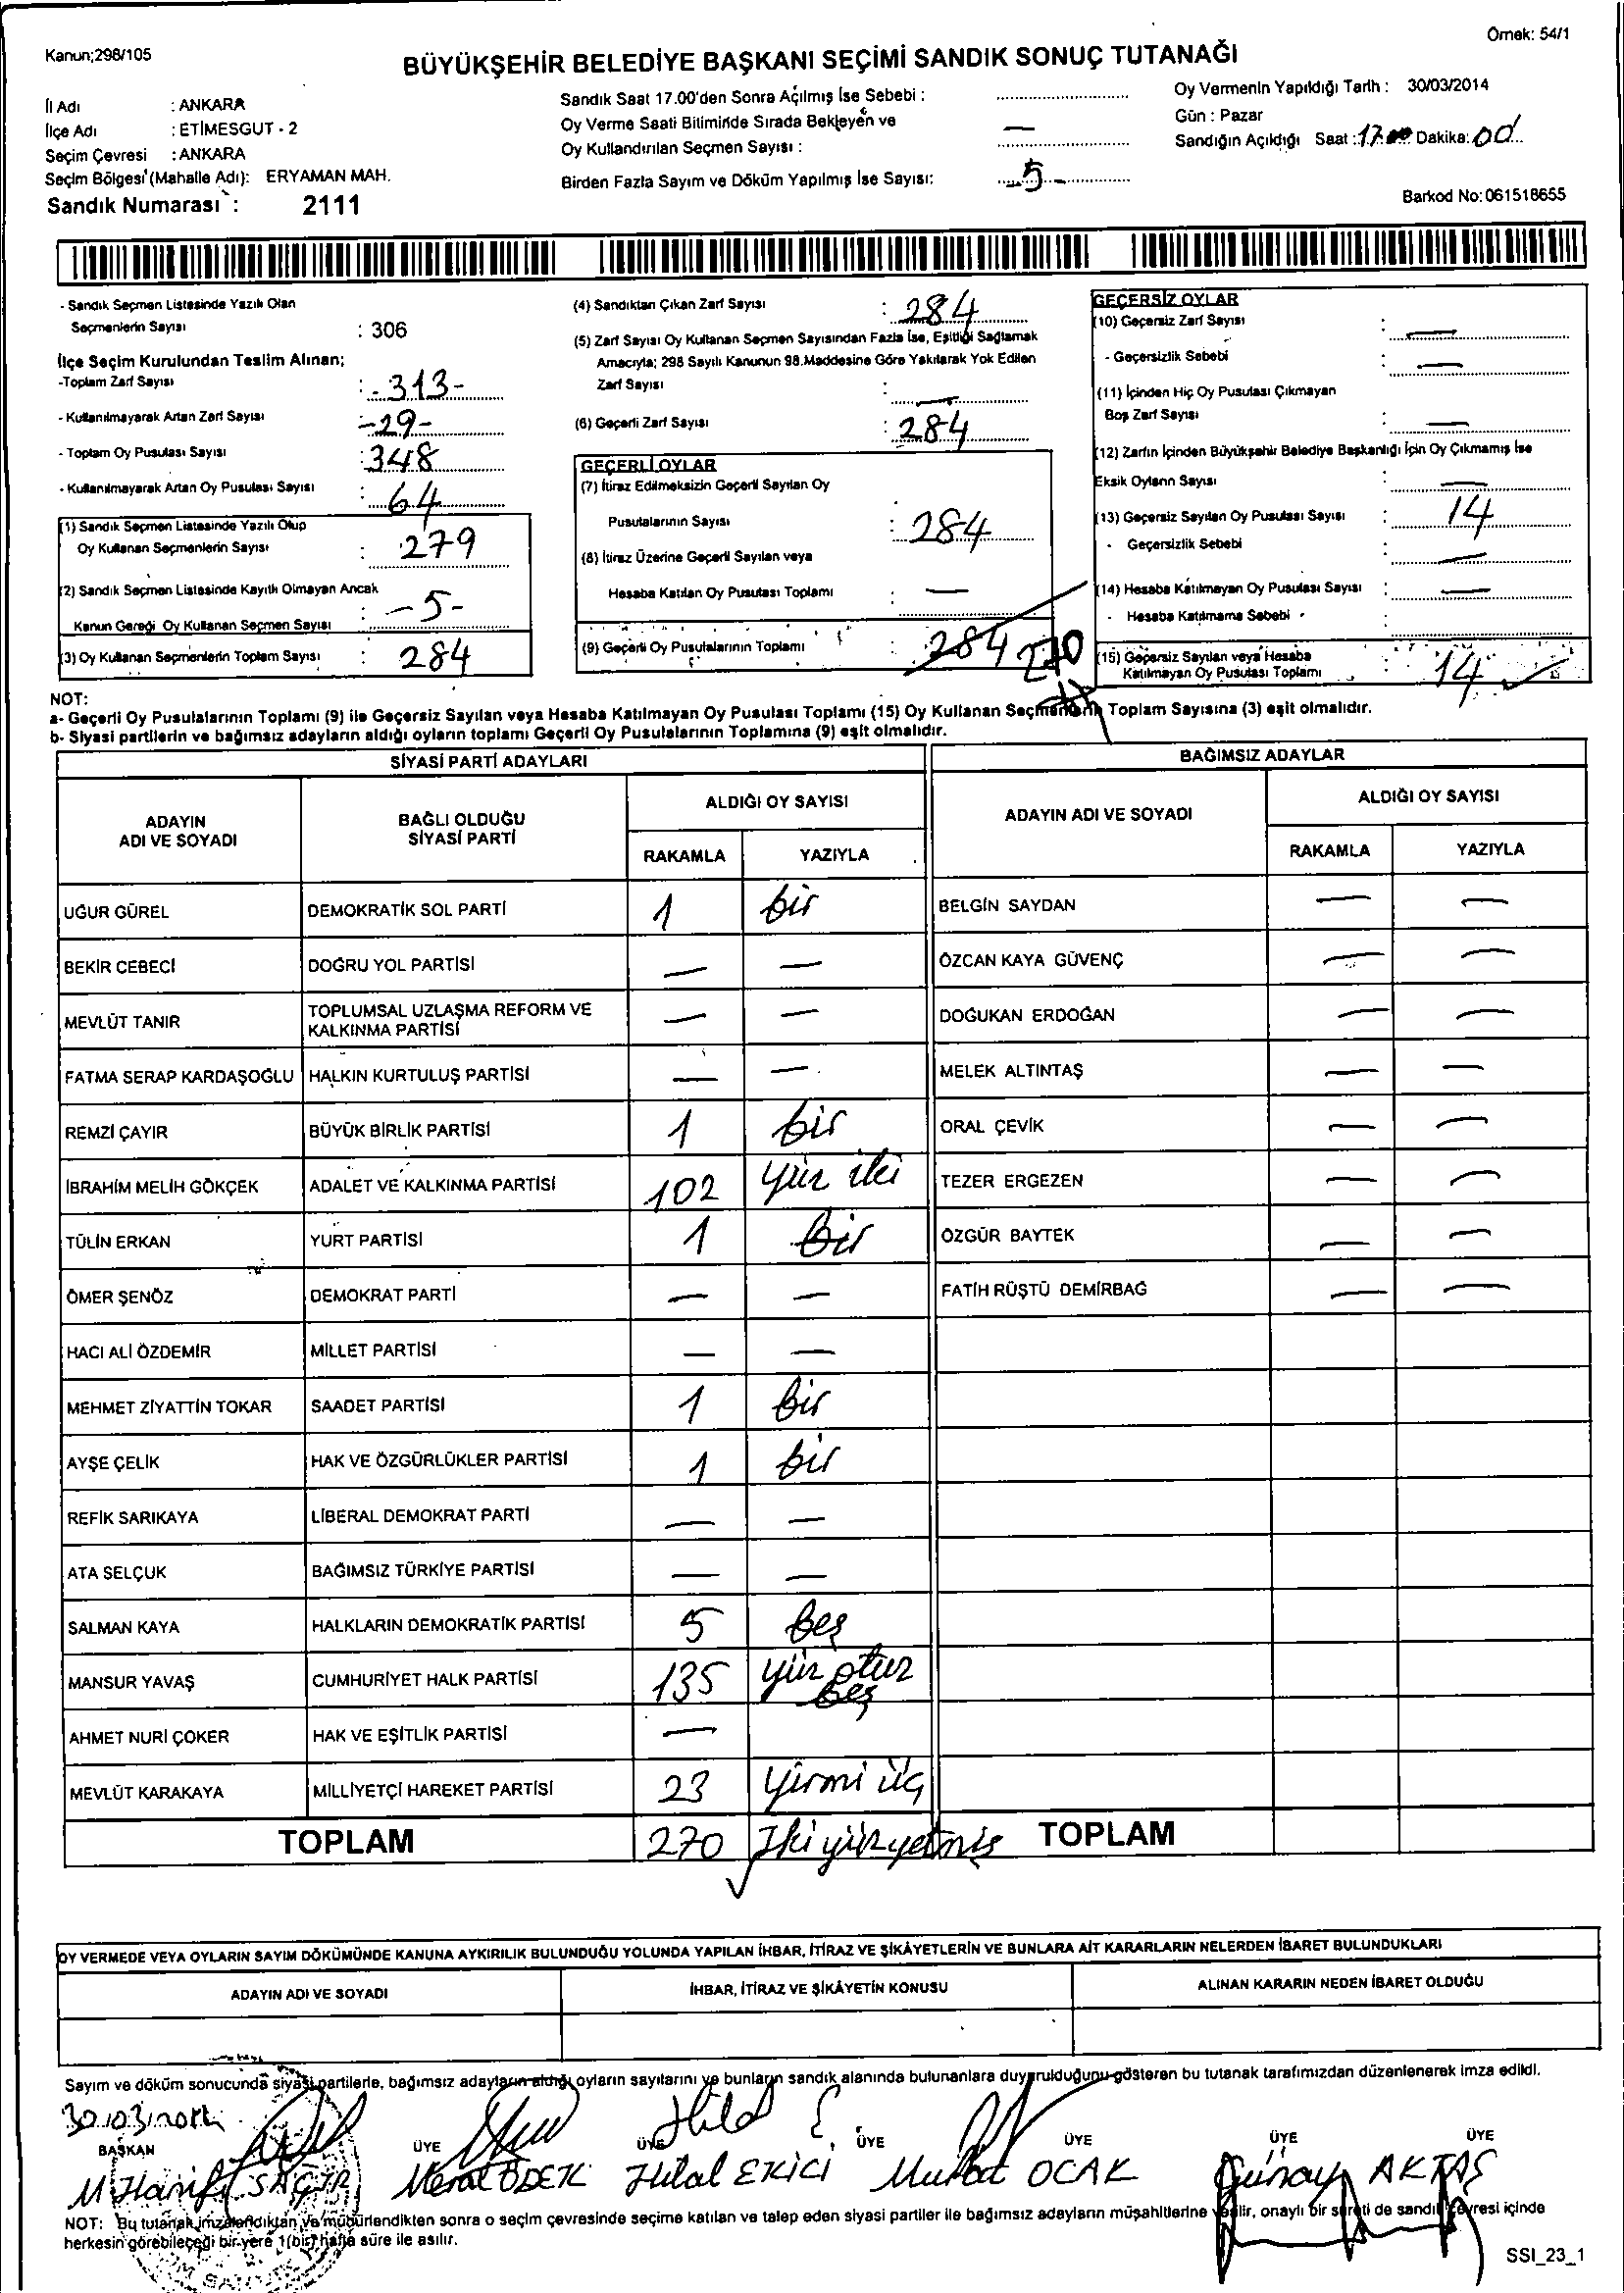 Kanun;298/105
Örnek: 54/1
BÜYÜKŞEHİR BELEDİYE BAŞKANI SEÇİMİ SANDIK SONUÇ TUTANAĞI
İl Adı : ANKARA
İlçe Adı : ETİMESGUT - 2
Seçim Çevresi : ANKARA
Seçim Bölgesi (Mahalle Adı): ERYAMAN MAH.
Sandık Numarası : 2111
Sandık Saat 17.00'den Sonra Açılmış İse Sebebi :
Oy Verme Saati Bitiminde Sırada Bekleyen ve
Oy Kullandırılan Seçmen Sayısı : —
Birden Fazla Sayım ve Döküm Yapılmış İse Sayısı: 5
Oy Vermenin Yapıldığı Tarih : 30/03/2014
Gün : Pazar
Sandığın Açıldığı Saat : 17 Dakika: 00
Barkod No: 061518655
- Sandık Seçmen Listesinde Yazılı Olan
Seçmenlerin Sayısı : 306
İlçe Seçim Kurulundan Teslim Alınan;
-Toplam Zarf Sayısı : - 313 -
- Kullanılmayarak Artan Zarf Sayısı - 29 -
- Toplam Oy Pusulası Sayısı : 348
- Kullanılmayarak Artan Oy Pusulası Sayısı : 64
(1) Sandık Seçmen Listesinde Yazılı Olup
Oy Kullanan Seçmenlerin Sayısı : 279
(2) Sandık Seçmen Listesinde Kayıtlı Olmayan Ancak
Kanun Gereği Oy Kullanan Seçmen Sayısı : - 5 -
(3) Oy Kullanan Seçmenlerin Toplam Sayısı : 284
(4) Sandıktan Çıkan Zarf Sayısı : 284
(5) Zarf Sayısı Oy Kullanan Seçmen Sayısından Fazla İse, Eşitliği Sağlamak
Amacıyla; 298 Sayılı Kanunun 98.Maddesine Göre Yakılarak Yok Edilen
Zarf Sayısı : —
(6) Geçerli Zarf Sayısı : 284
GEÇERLİ OYLAR
(7) İtiraz Edilmeksizin Geçerli Sayılan Oy
Pusulalarının Sayısı : 284
(8) İtiraz Üzerine Geçerli Sayılan veya
Hesaba Katılan Oy Pusulası Toplamı : —
(9) Geçerli Oy Pusulalarının Toplamı : 284 270
GEÇERSİZ OYLAR
(10) Geçersiz Zarf Sayısı : —
- Geçersizlik Sebebi : —
(11) İçinden Hiç Oy Pusulası Çıkmayan
Boş Zarf Sayısı : —
(12) Zarfın İçinden Büyükşehir Belediye Başkanlığı İçin Oy Çıkmamış İse
Eksik Oyların Sayısı : —
(13) Geçersiz Sayılan Oy Pusulası Sayısı : 14
- Geçersizlik Sebebi : —
(14) Hesaba Katılmayan Oy Pusulası Sayısı : —
- Hesaba Katılmama Sebebi
(15) Geçersiz Sayılan veya Hesaba
Katılmayan Oy Pusulası Toplamı : 14
NOT:
a- Geçerli Oy Pusulalarının Toplamı (9) ile Geçersiz Sayılan veya Hesaba Katılmayan Oy Pusulası Toplamı (15) Oy Kullanan Seçmenlerin Toplam Sayısına (3) eşit olmalıdır.
b- Siyasi partilerin ve bağımsız adayların aldığı oyların toplamı Geçerli Oy Pusulalarının Toplamına (9) eşit olmalıdır.
SİYASİ PARTİ ADAYLARI
BAĞIMSIZ ADAYLAR
ADAYIN
ADI VE SOYADI
BAĞLI OLDUĞU
SİYASİ PARTİ
ALDIĞI OY SAYISI
RAKAMLA YAZIYLA
ADAYIN ADI VE SOYADI
ALDIĞI OY SAYISI
RAKAMLA YAZIYLA
UĞUR GÜREL DEMOKRATİK SOL PARTİ 1 bir BELGİN SAYDAN — —
BEKİR CEBECİ DOĞRU YOL PARTİSİ — — ÖZCAN KAYA GÜVENÇ — —
MEVLÜT TANIR TOPLUMSAL UZLAŞMA REFORM VE
KALKINMA PARTİSİ — — DOĞUKAN ERDOĞAN — —
FATMA SERAP KARDAŞOĞLU HALKIN KURTULUŞ PARTİSİ — — MELEK ALTINTAŞ — —
REMZİ ÇAYIR BÜYÜK BİRLİK PARTİSİ 1 bir ORAL ÇEVİK — —
İBRAHİM MELİH GÖKÇEK ADALET VE KALKINMA PARTİSİ 102 yüz iki TEZER ERGEZEN — —
TÜLİN ERKAN YURT PARTİSİ 1 Bir ÖZGÜR BAYTEK — —
ÖMER ŞENÖZ DEMOKRAT PARTİ — — FATİH RÜŞTÜ DEMİRBAĞ — —
HACI ALİ ÖZDEMİR MİLLET PARTİSİ — —
MEHMET ZİYATTİN TOKAR SAADET PARTİSİ 1 bir
AYŞE ÇELİK HAK VE ÖZGÜRLÜKLER PARTİSİ 1 bir
REFİK SARIKAYA LİBERAL DEMOKRAT PARTİ — —
ATA SELÇUK BAĞIMSIZ TÜRKİYE PARTİSİ — —
SALMAN KAYA HALKLARIN DEMOKRATİK PARTİSİ 5 Beş
MANSUR YAVAŞ CUMHURİYET HALK PARTİSİ 135 yüz otuz
beş
AHMET NURİ ÇOKER HAK VE EŞİTLİK PARTİSİ —
MEVLÜT KARAKAYA MİLLİYETÇİ HAREKET PARTİSİ 23 Yirmi üç
TOPLAM 270 İki yüz yetmiş TOPLAM
OY VERMEDE VEYA OYLARIN SAYIM DÖKÜMÜNDE KANUNA AYKIRILIK BULUNDUĞU YOLUNDA YAPILAN İHBAR, İTİRAZ VE ŞİKÂYETLERİN VE BUNLARA AİT KARARLARIN NELERDEN İBARET BULUNDUKLARI
ADAYIN ADI VE SOYADI İHBAR, İTİRAZ VE ŞİKÂYETİN KONUSU ALINAN KARARIN NEDEN İBARET OLDUĞU
Sayım ve döküm sonucunda siyasi partilerle, bağımsız adayların aldığı oyların sayılarını ve bunların sandık alanında bulunanlara duyurulduğunu gösteren bu tutanak tarafımızdan düzenlenerek imza edildi.
30.03.2014
BAŞKAN ÜYE ÜYE ÜYE ÜYE ÜYE ÜYE
M. Hanifi SAĞIR Meral ÖDEK Hilal EKİCİ Murat OCAK Günay AKTAŞ
NOT: Bu tutanak imzalandıktan ve mühürlendikten sonra o seçim çevresinde seçime katılan ve talep eden siyasi partiler ile bağımsız adayların müşahitlerine verilir, onaylı bir sureti de sandık çevresi içinde
herkesin görebileceği bir yere 1(bir) hafta süre ile asılır.
SSI_23_1